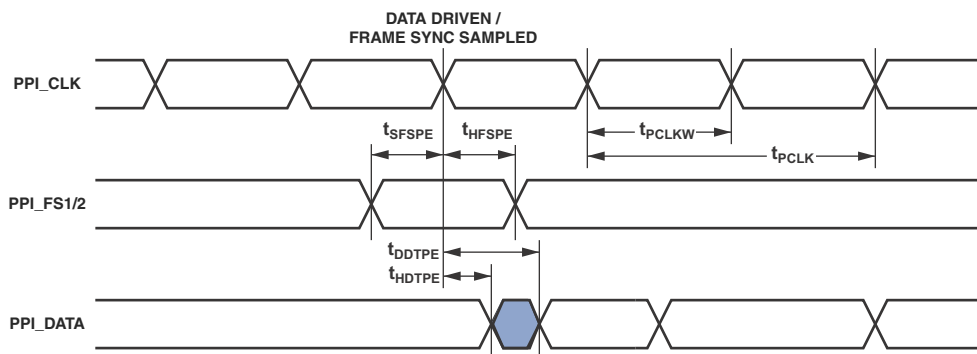 DATA DRIVEN /
FRAME SYNC SAMPLED
PPI_CLK
tSFSPE
tHFSPE
tPCLKW
tPCLK
PPI_FS1/2
tDDTPE
tHDTPE
PPI_DATA